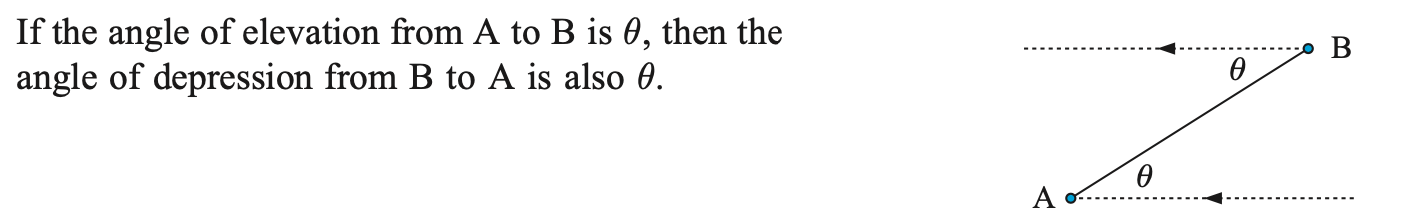 If the angle of elevation from A to B is θ, then the
angle of depression from B to A is also θ.
B
θ
θ
A